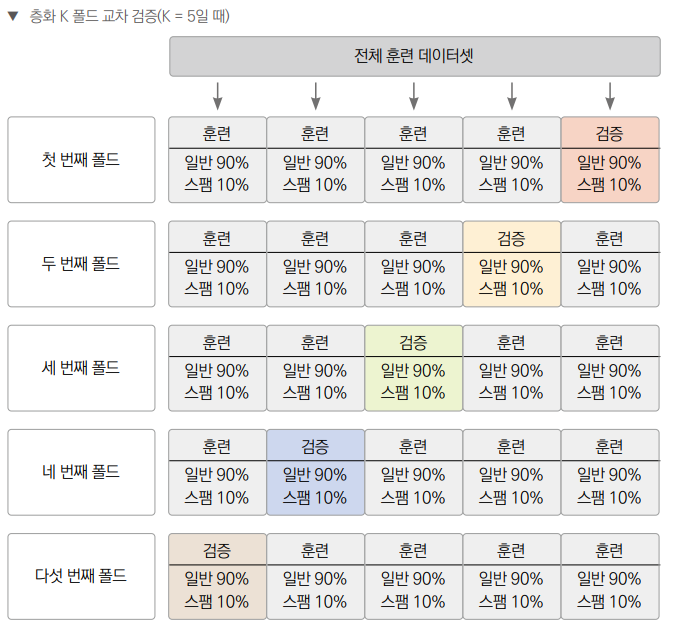 ▼ 층화 K 폴드 교차 검증(K = 5일 때)
전체 훈련 데이터셋
첫 번째 폴드
훈련 훈련 훈련 훈련 검증
일반 90% 일반 90% 일반 90% 일반 90% 일반 90%
스팸 10% 스팸 10% 스팸 10% 스팸 10% 스팸 10%
두 번째 폴드
훈련 훈련 훈련 검증 훈련
일반 90% 일반 90% 일반 90% 일반 90% 일반 90%
스팸 10% 스팸 10% 스팸 10% 스팸 10% 스팸 10%
세 번째 폴드
훈련 훈련 검증 훈련 훈련
일반 90% 일반 90% 일반 90% 일반 90% 일반 90%
스팸 10% 스팸 10% 스팸 10% 스팸 10% 스팸 10%
네 번째 폴드
훈련 검증 훈련 훈련 훈련
일반 90% 일반 90% 일반 90% 일반 90% 일반 90%
스팸 10% 스팸 10% 스팸 10% 스팸 10% 스팸 10%
다섯 번째 폴드
검증 훈련 훈련 훈련 훈련
일반 90% 일반 90% 일반 90% 일반 90% 일반 90%
스팸 10% 스팸 10% 스팸 10% 스팸 10% 스팸 10%